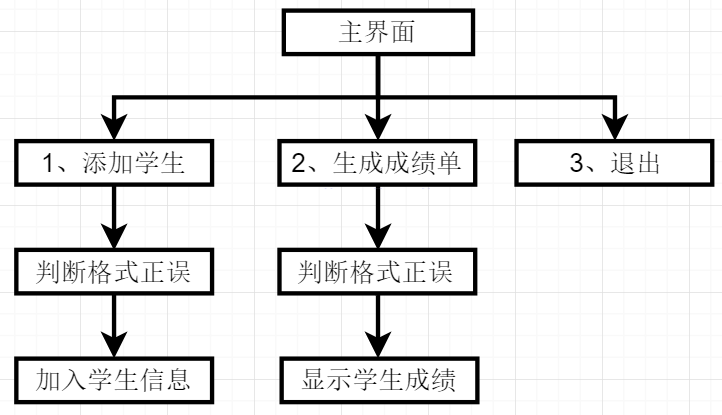 主界面
1、添加学生
2、生成成绩单
3、退出
判断格式正误
判断格式正误
加入学生信息
显示学生成绩